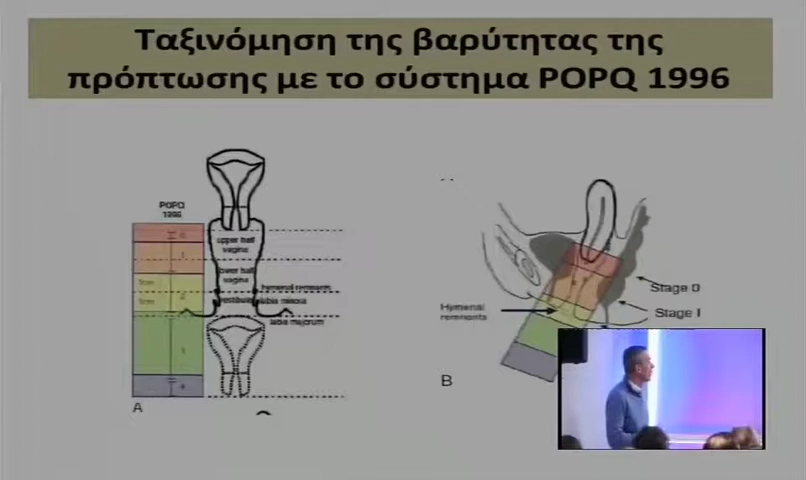 Ταξινόμηση της βαρύτητας της
πρόπτωσης με το σύστημα POPQ 1996
POPQ
1996
upper half
vagina
lower half
vagina
hymenal remnants
vestibule
labia minora
labia majorum
A
Hymenal
remnants
Stage 0
Stage I
B